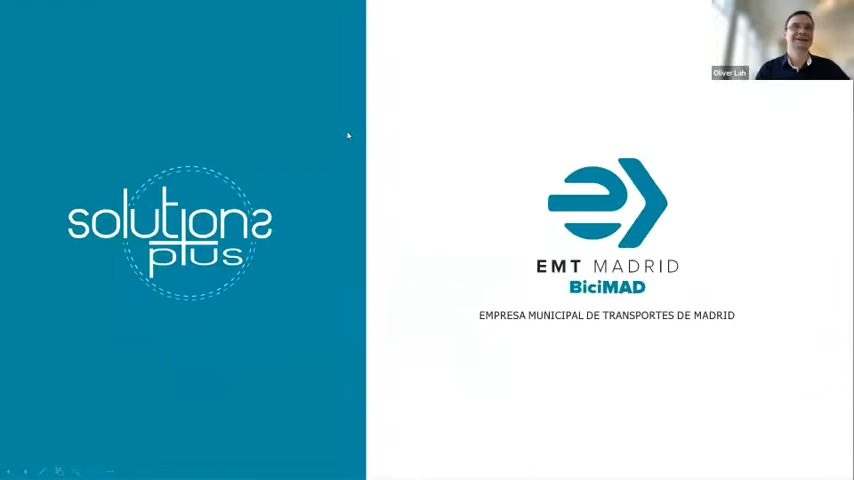 solutions
plus
EMT MADRID
BiciMAD
EMPRESA MUNICIPAL DE TRANSPORTES DE MADRID
Oliver Lah